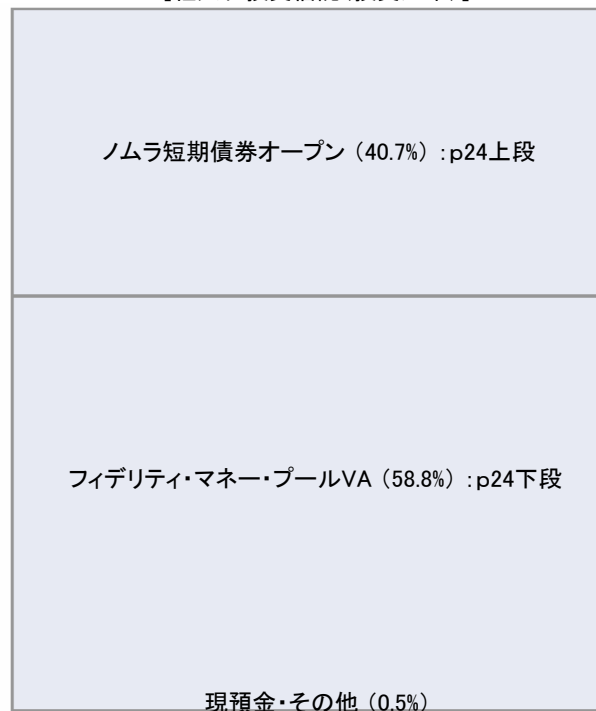 ノムラ短期債券オープン (40.7%) :p24上段
フィデリティ・マネー・プールVA (58.8%) :p24下段
現預金・その他 (0.5%)